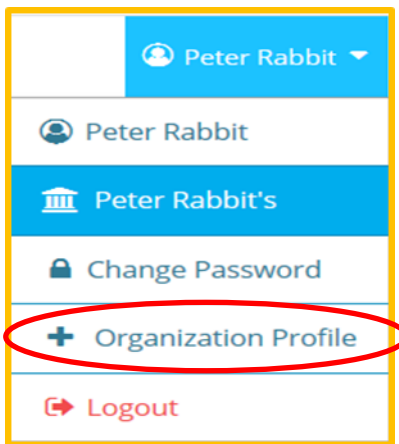 Peter Rabbit
Peter Rabbit
Peter Rabbit's
Change Password
Organization Profile
Logout